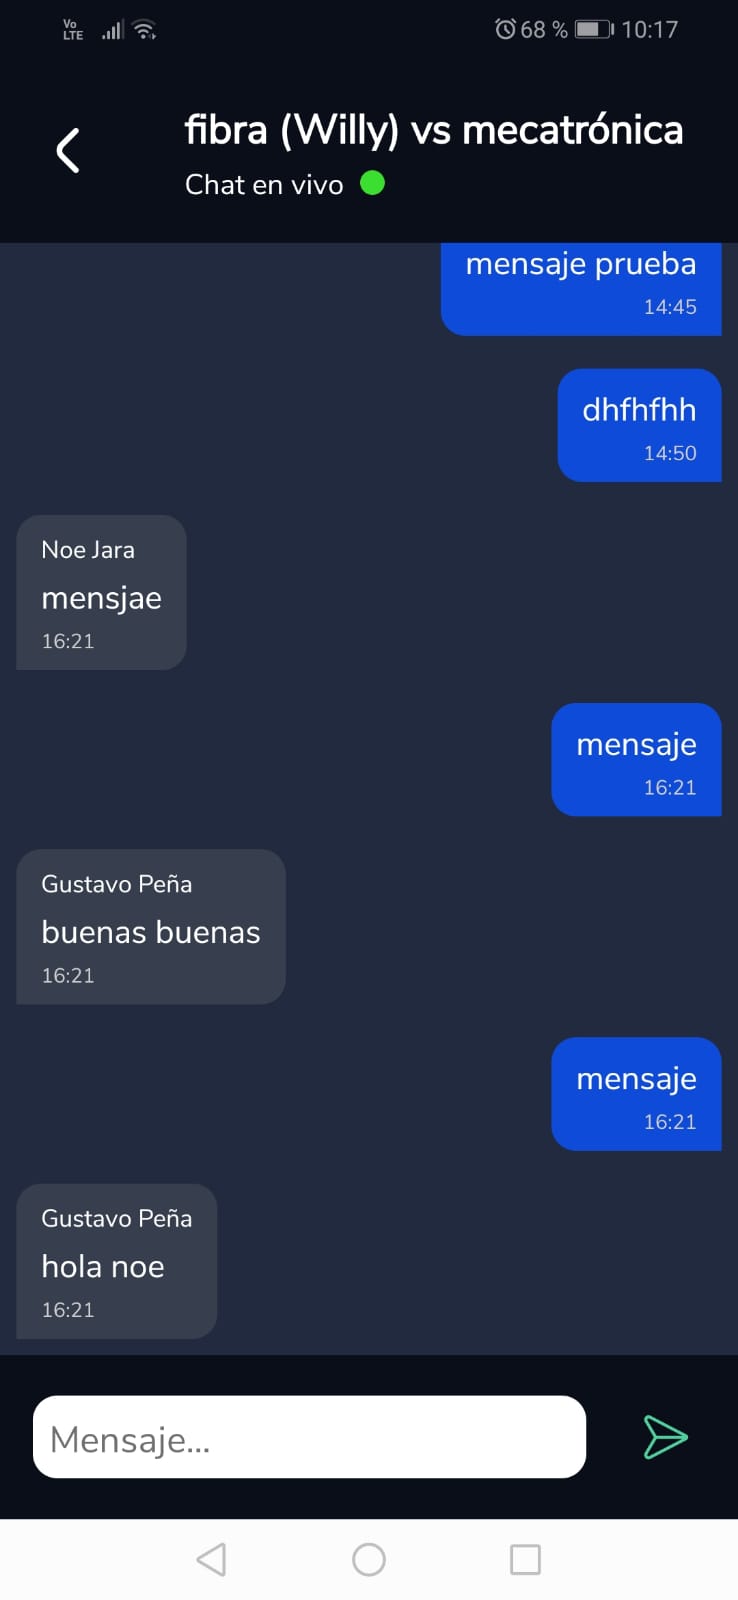 Vo
LTE
68 %
10:17
fibra (Willy) vs mecatrónica
Chat en vivo
mensaje prueba
14:45
dhfhfhh
14:50
Noe Jara
mensjae
16:21
mensaje
16:21
Gustavo Peña
buenas buenas
16:21
mensaje
16:21
Gustavo Peña
hola noe
16:21
Mensaje...